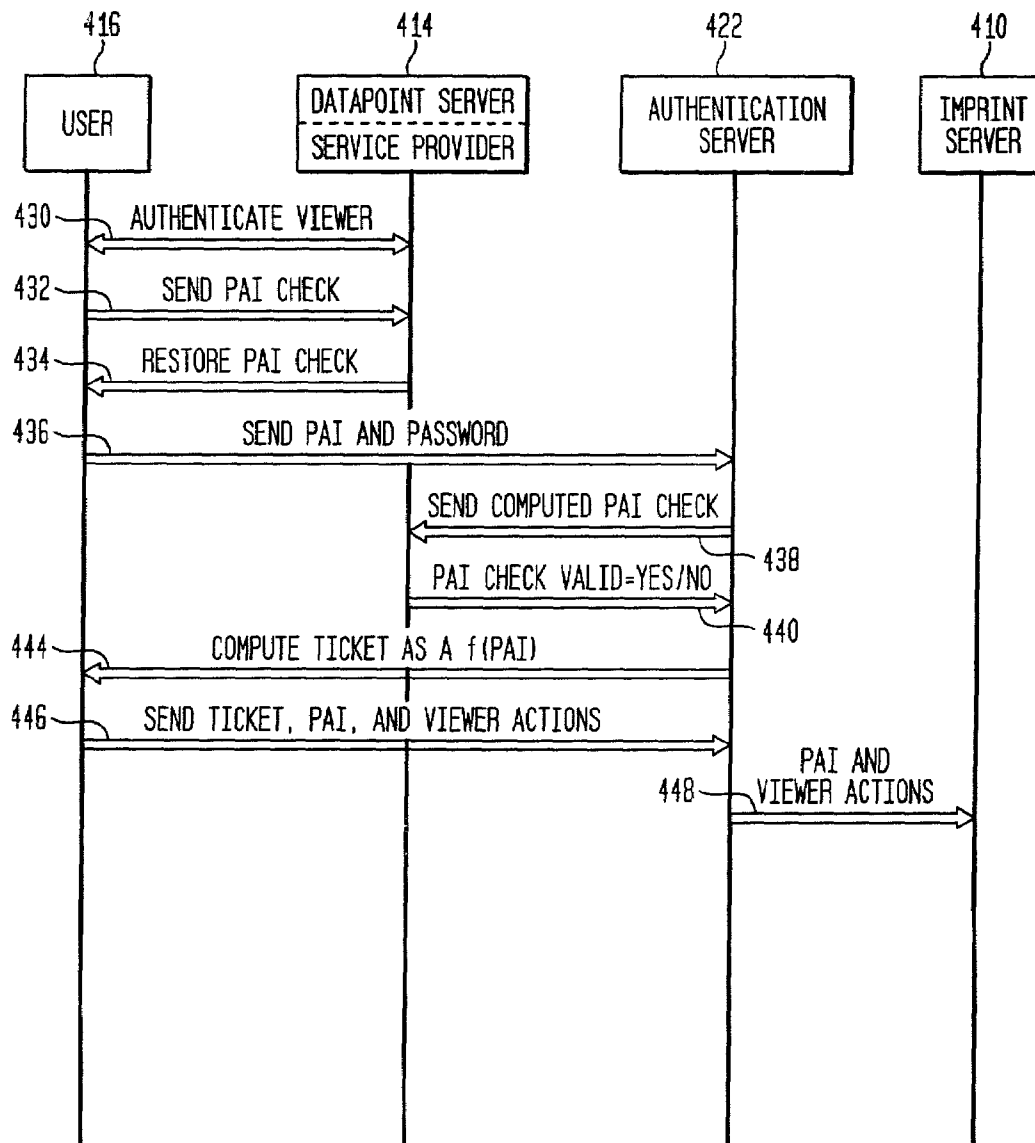 416
414
422
410
USER
DATAPOINT SERVER
SERVICE PROVIDER
AUTHENTICATION
SERVER
IMPRINT
SERVER
430
AUTHENTICATE VIEWER
432
SEND PAI CHECK
434
RESTORE PAI CHECK
436
SEND PAI AND PASSWORD
SEND COMPUTED PAI CHECK
438
PAI CHECK VALID=YES/NO
440
444
COMPUTE TICKET AS A f(PAI)
446
SEND TICKET, PAI, AND VIEWER ACTIONS
448
PAI AND
VIEWER ACTIONS